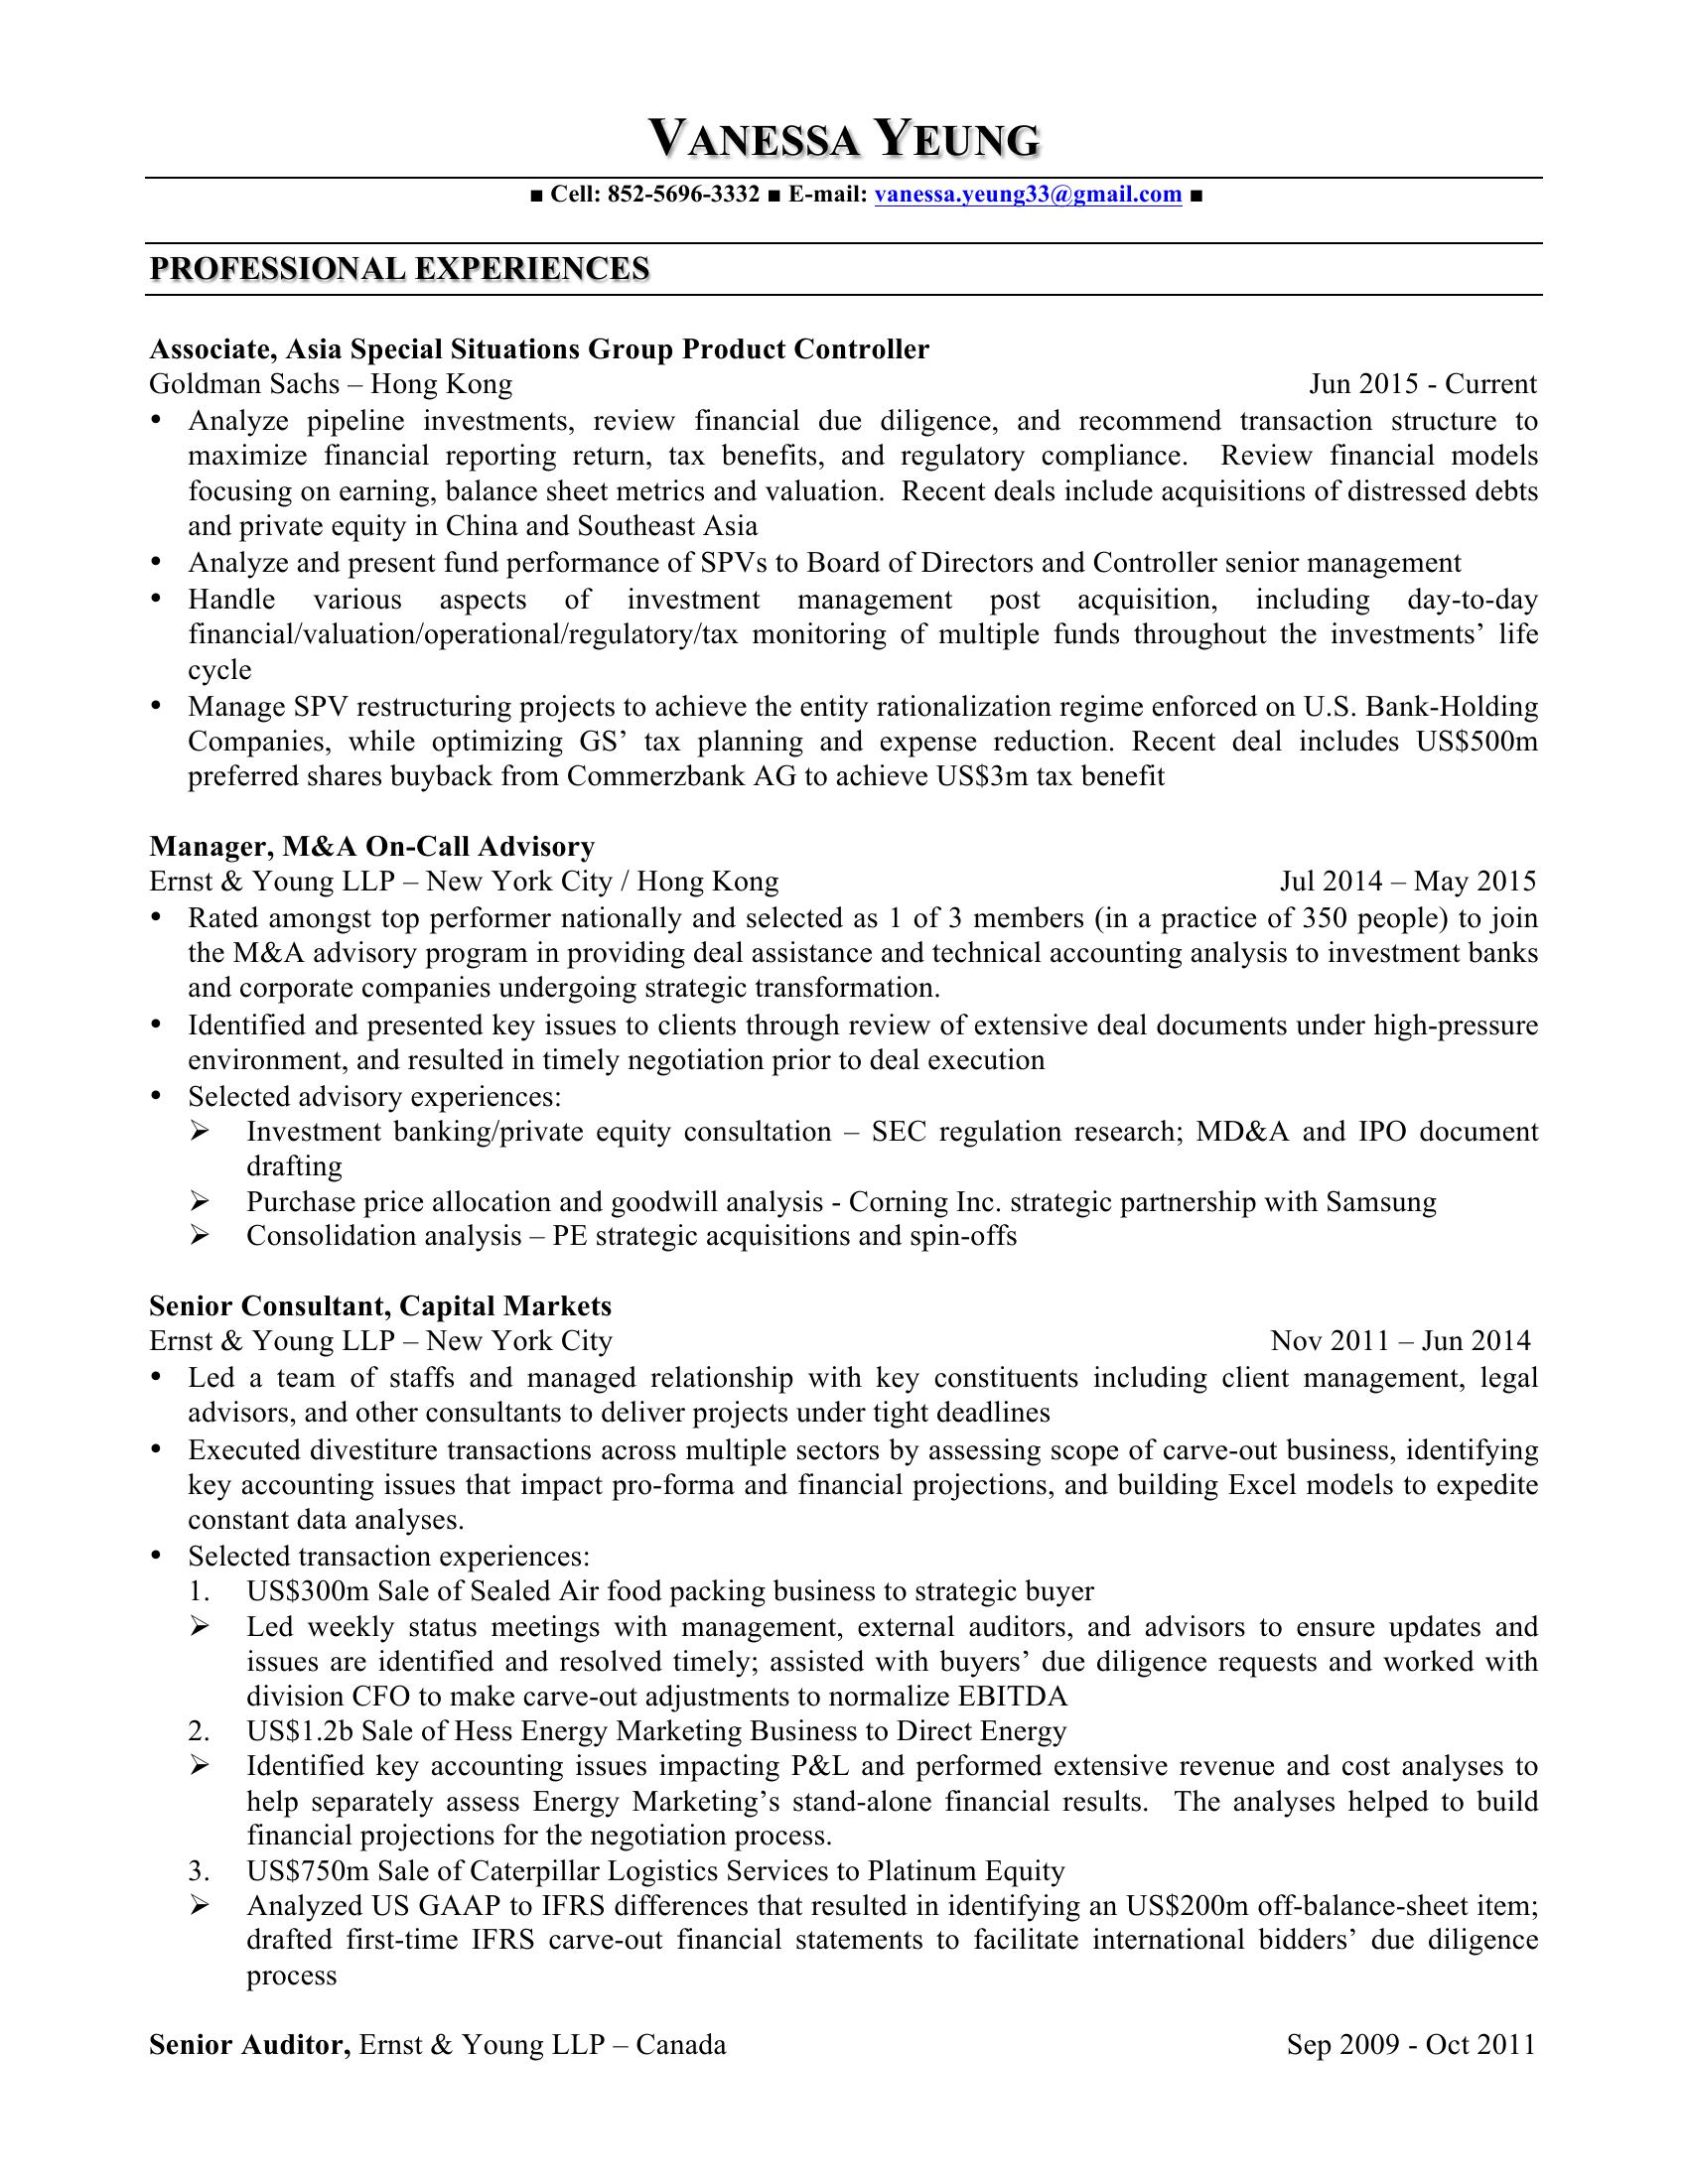 VANESSA YEUNG
■ Cell: 852-5696-3332 ■ E-mail: vanessa.yeung33@gmail.com ■
PROFESSIONAL EXPERIENCES
Associate, Asia Special Situations Group Product Controller
Goldman Sachs – Hong Kong Jun 2015 - Current
• Analyze pipeline investments, review financial due diligence, and recommend transaction structure to
maximize financial reporting return, tax benefits, and regulatory compliance. Review financial models
focusing on earning, balance sheet metrics and valuation. Recent deals include acquisitions of distressed debts
and private equity in China and Southeast Asia
• Analyze and present fund performance of SPVs to Board of Directors and Controller senior management
• Handle various aspects of investment management post acquisition, including day-to-day
financial/valuation/operational/regulatory/tax monitoring of multiple funds throughout the investments’ life
cycle
• Manage SPV restructuring projects to achieve the entity rationalization regime enforced on U.S. Bank-Holding
Companies, while optimizing GS’ tax planning and expense reduction. Recent deal includes US$500m
preferred shares buyback from Commerzbank AG to achieve US$3m tax benefit
Manager, M&A On-Call Advisory
Ernst & Young LLP – New York City / Hong Kong Jul 2014 – May 2015
• Rated amongst top performer nationally and selected as 1 of 3 members (in a practice of 350 people) to join
the M&A advisory program in providing deal assistance and technical accounting analysis to investment banks
and corporate companies undergoing strategic transformation.
• Identified and presented key issues to clients through review of extensive deal documents under high-pressure
environment, and resulted in timely negotiation prior to deal execution
• Selected advisory experiences:
➢ Investment banking/private equity consultation – SEC regulation research; MD&A and IPO document
drafting
➢ Purchase price allocation and goodwill analysis - Corning Inc. strategic partnership with Samsung
➢ Consolidation analysis – PE strategic acquisitions and spin-offs
Senior Consultant, Capital Markets
Ernst & Young LLP – New York City Nov 2011 – Jun 2014
• Led a team of staffs and managed relationship with key constituents including client management, legal
advisors, and other consultants to deliver projects under tight deadlines
• Executed divestiture transactions across multiple sectors by assessing scope of carve-out business, identifying
key accounting issues that impact pro-forma and financial projections, and building Excel models to expedite
constant data analyses.
• Selected transaction experiences:
1. US$300m Sale of Sealed Air food packing business to strategic buyer
➢ Led weekly status meetings with management, external auditors, and advisors to ensure updates and
issues are identified and resolved timely; assisted with buyers’ due diligence requests and worked with
division CFO to make carve-out adjustments to normalize EBITDA
2. US$1.2b Sale of Hess Energy Marketing Business to Direct Energy
➢ Identified key accounting issues impacting P&L and performed extensive revenue and cost analyses to
help separately assess Energy Marketing’s stand-alone financial results. The analyses helped to build
financial projections for the negotiation process.
3. US$750m Sale of Caterpillar Logistics Services to Platinum Equity
➢ Analyzed US GAAP to IFRS differences that resulted in identifying an US$200m off-balance-sheet item;
drafted first-time IFRS carve-out financial statements to facilitate international bidders’ due diligence
process
Senior Auditor, Ernst & Young LLP – Canada Sep 2009 - Oct 2011